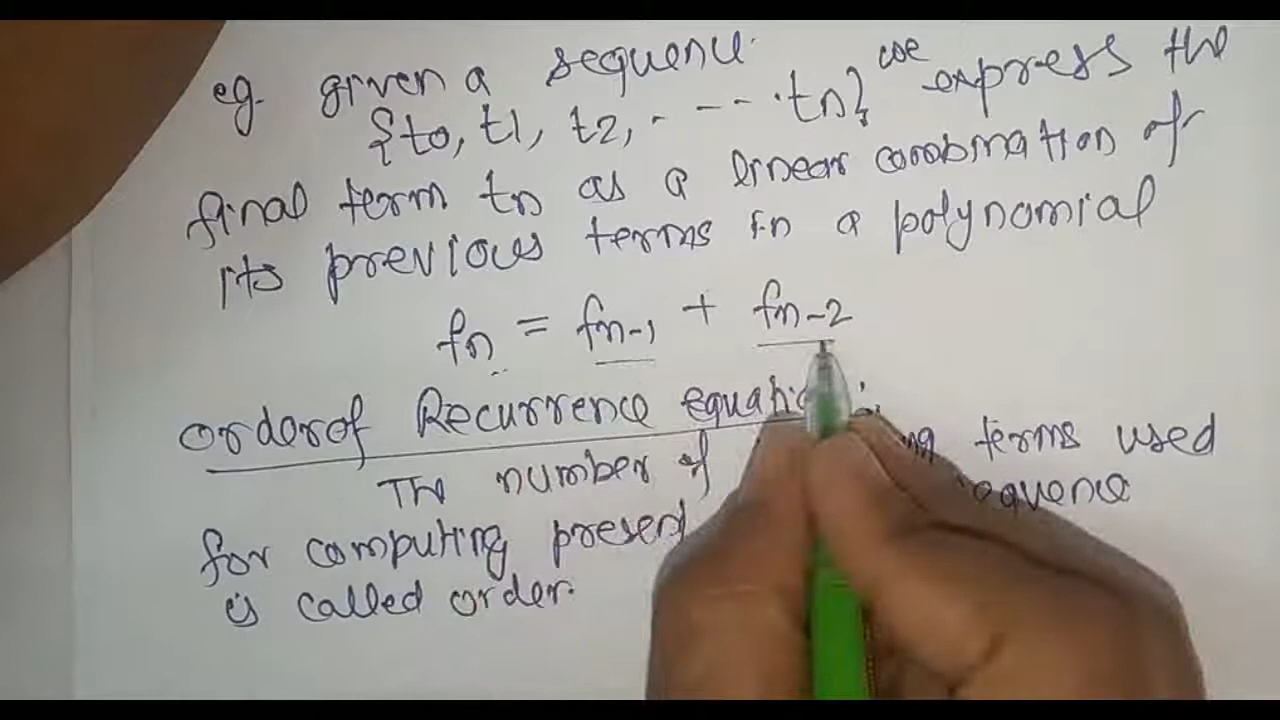 eg. given a sequence
{t0, t1, t2, - - - - . tn} we express the
final term tn as a linear combination of
its previous terms in a polynomial
fn = fn-1 + fn-2
order of Recurrence
The number of terms used
for computing present
is called order.